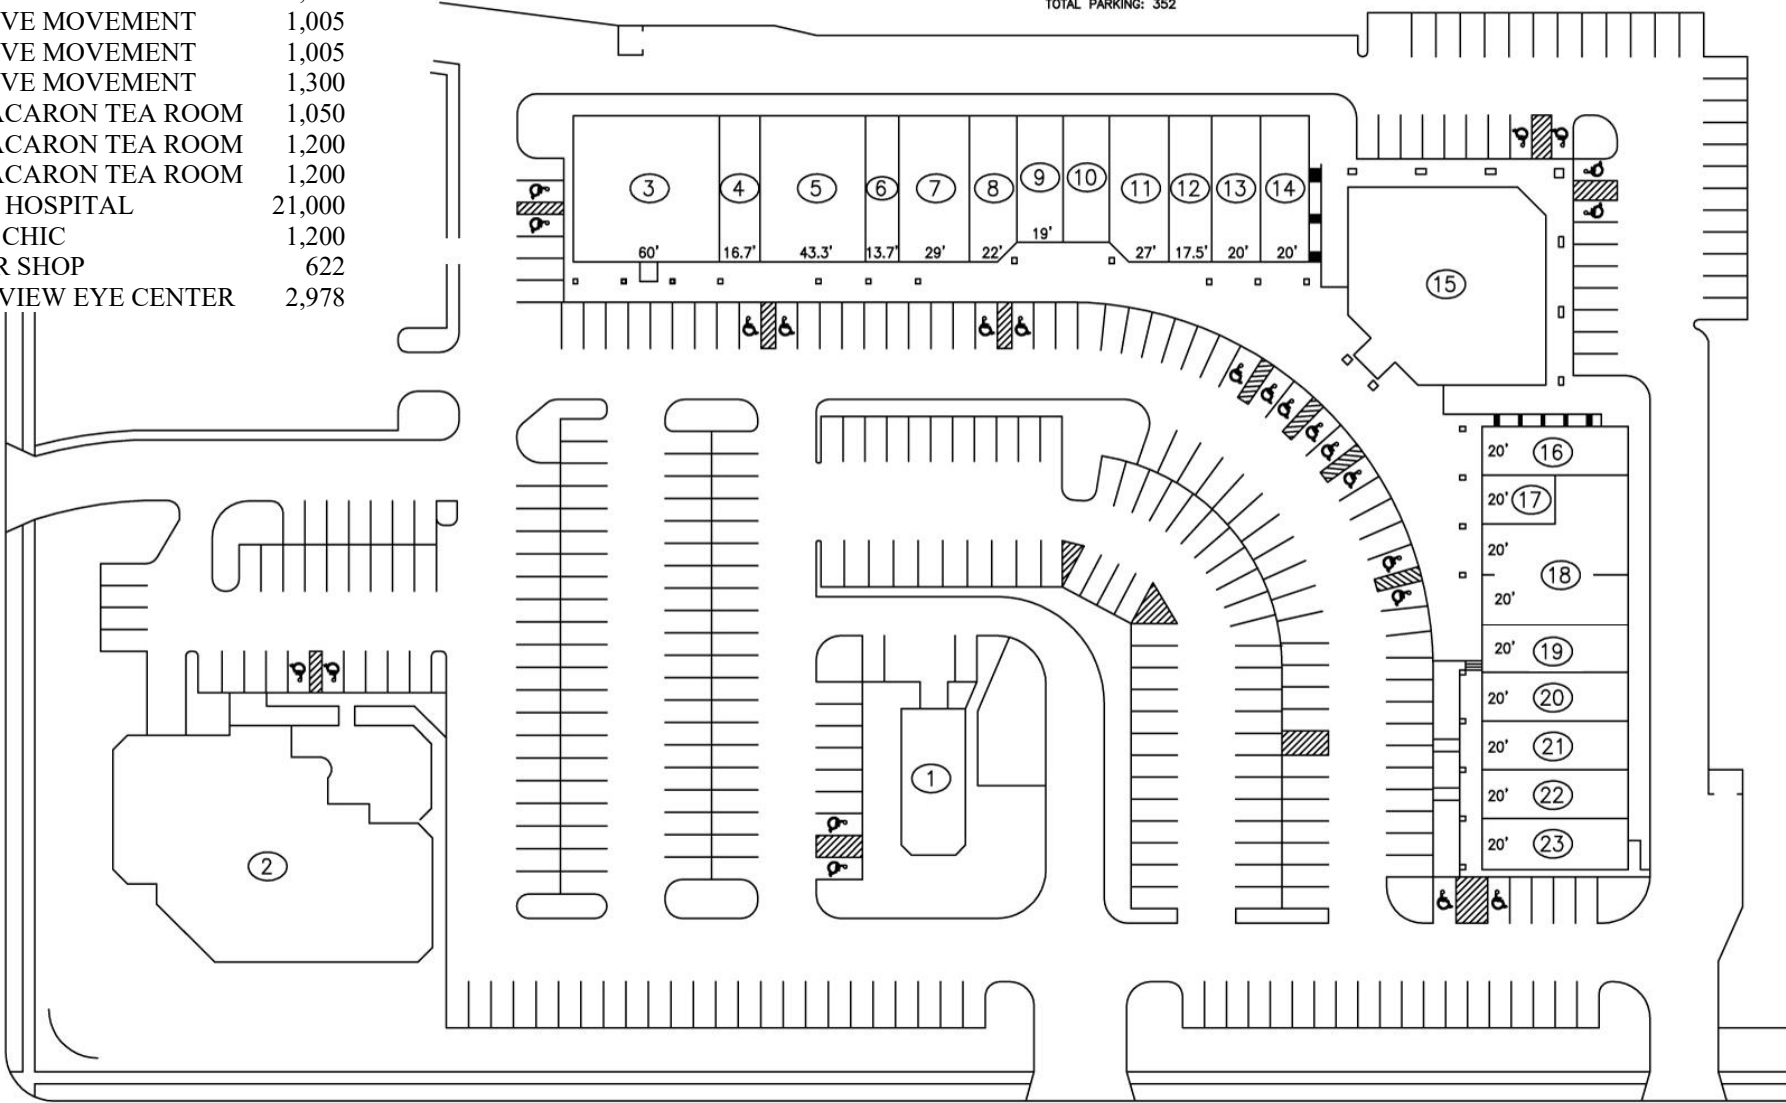 TOTAL PARKING: 352
VE MOVEMENT 1,005
VE MOVEMENT 1,005
VE MOVEMENT 1,300
ACARON TEA ROOM 1,050
ACARON TEA ROOM 1,200
ACARON TEA ROOM 1,200
HOSPITAL 21,000
CHIC 1,200
R SHOP 622
VIEW EYE CENTER 2,978
3 4 5 6 7 8 9 10 11 12 13 14
60' 16.7' 43.3' 13.7' 29' 22' 19' 27' 17.5' 20' 20'
15
20' 16
20' 17
20'
18
20'
20' 19
20' 20
20' 21
20' 22
20' 23
1
2